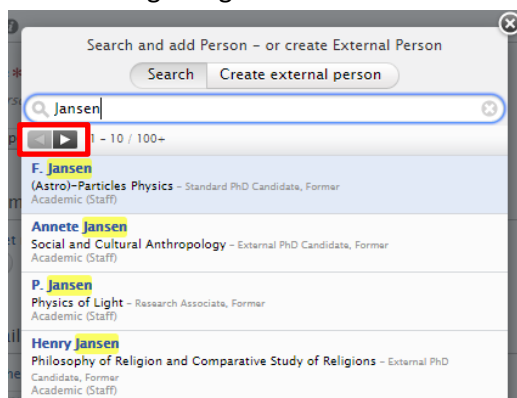 Search and add Person – or create External Person
Search Create external person
Jansen
1 – 10 / 100+
F. Jansen
(Astro)-Particles Physics – Standard PhD Candidate, Former
Academic (Staff)
Annete Jansen
Social and Cultural Anthropology – External PhD Candidate, Former
Academic (Staff)
P. Jansen
Physics of Light – Research Associate, Former
Academic (Staff)
Henry Jansen
Philosophy of Religion and Comparative Study of Religions – External PhD
Candidate, Former
Academic (Staff)